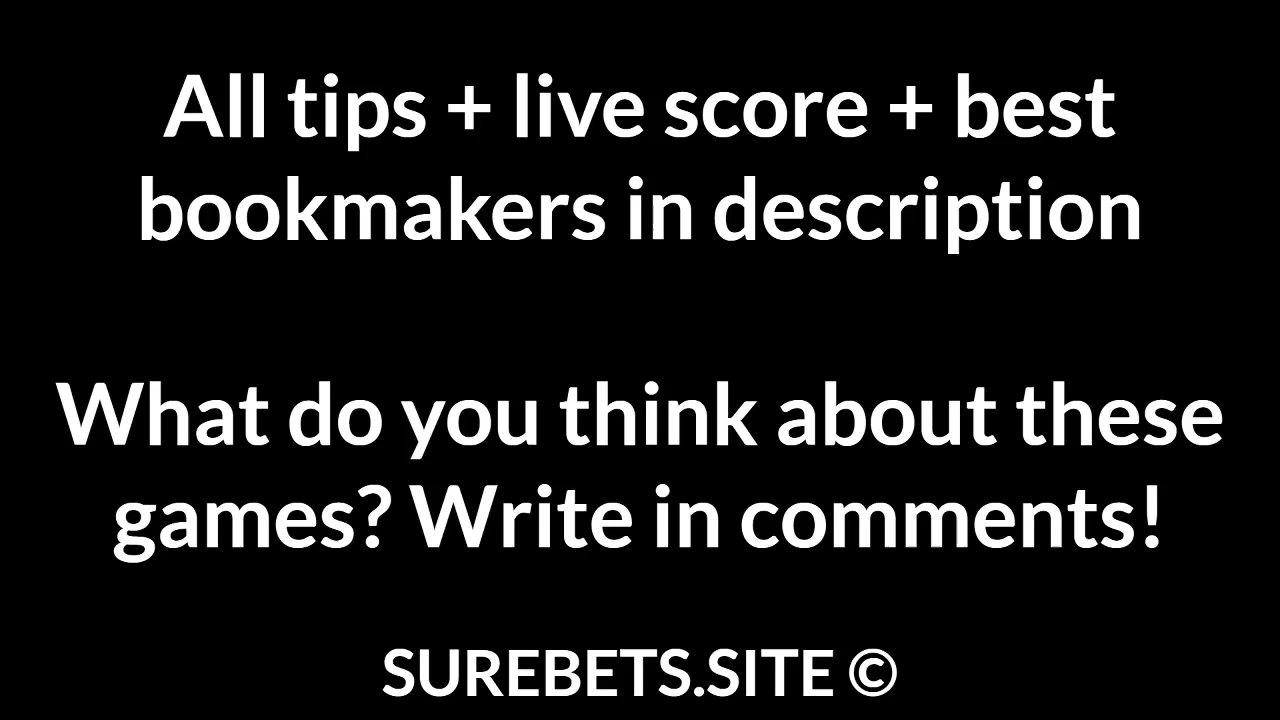 All tips + live score + best
bookmakers in description
What do you think about these
games? Write in comments!
SUREBETS.SITE ©